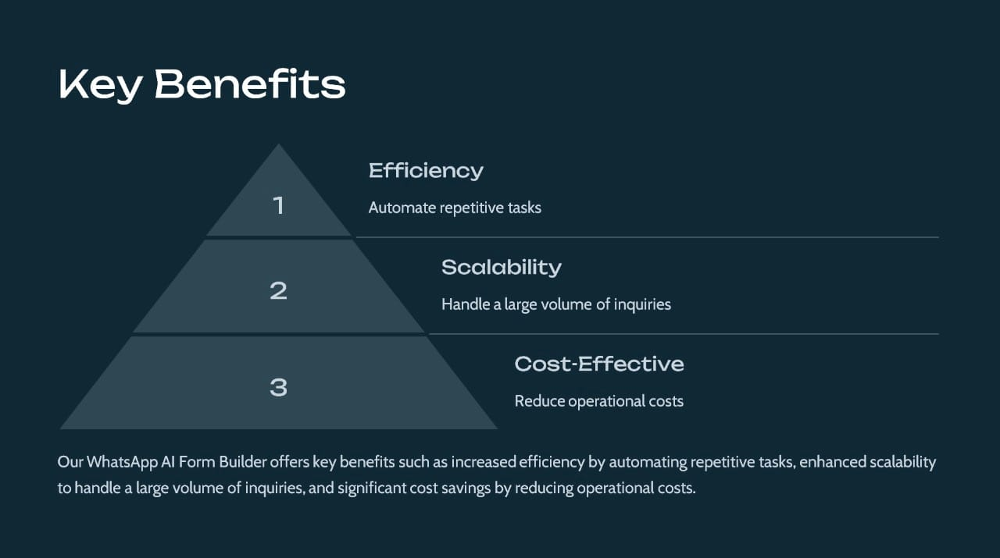 Key Benefits
1
Efficiency
Automate repetitive tasks
2
Scalability
Handle a large volume of inquiries
3
Cost-Effective
Reduce operational costs
Our WhatsApp AI Form Builder offers key benefits such as increased efficiency by automating repetitive tasks, enhanced scalability
to handle a large volume of inquiries, and significant cost savings by reducing operational costs.